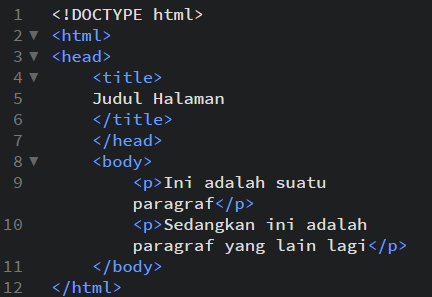 1 <!DOCTYPE html>
2 <html>
3 <head>
4 <title>
5 Judul Halaman
6 </title>
7 </head>
8 <body>
9 <p>Ini adalah suatu
paragraf</p>
10 <p>Sedangkan ini adalah
paragraf yang lain lagi</p>
11 </body>
12 </html>